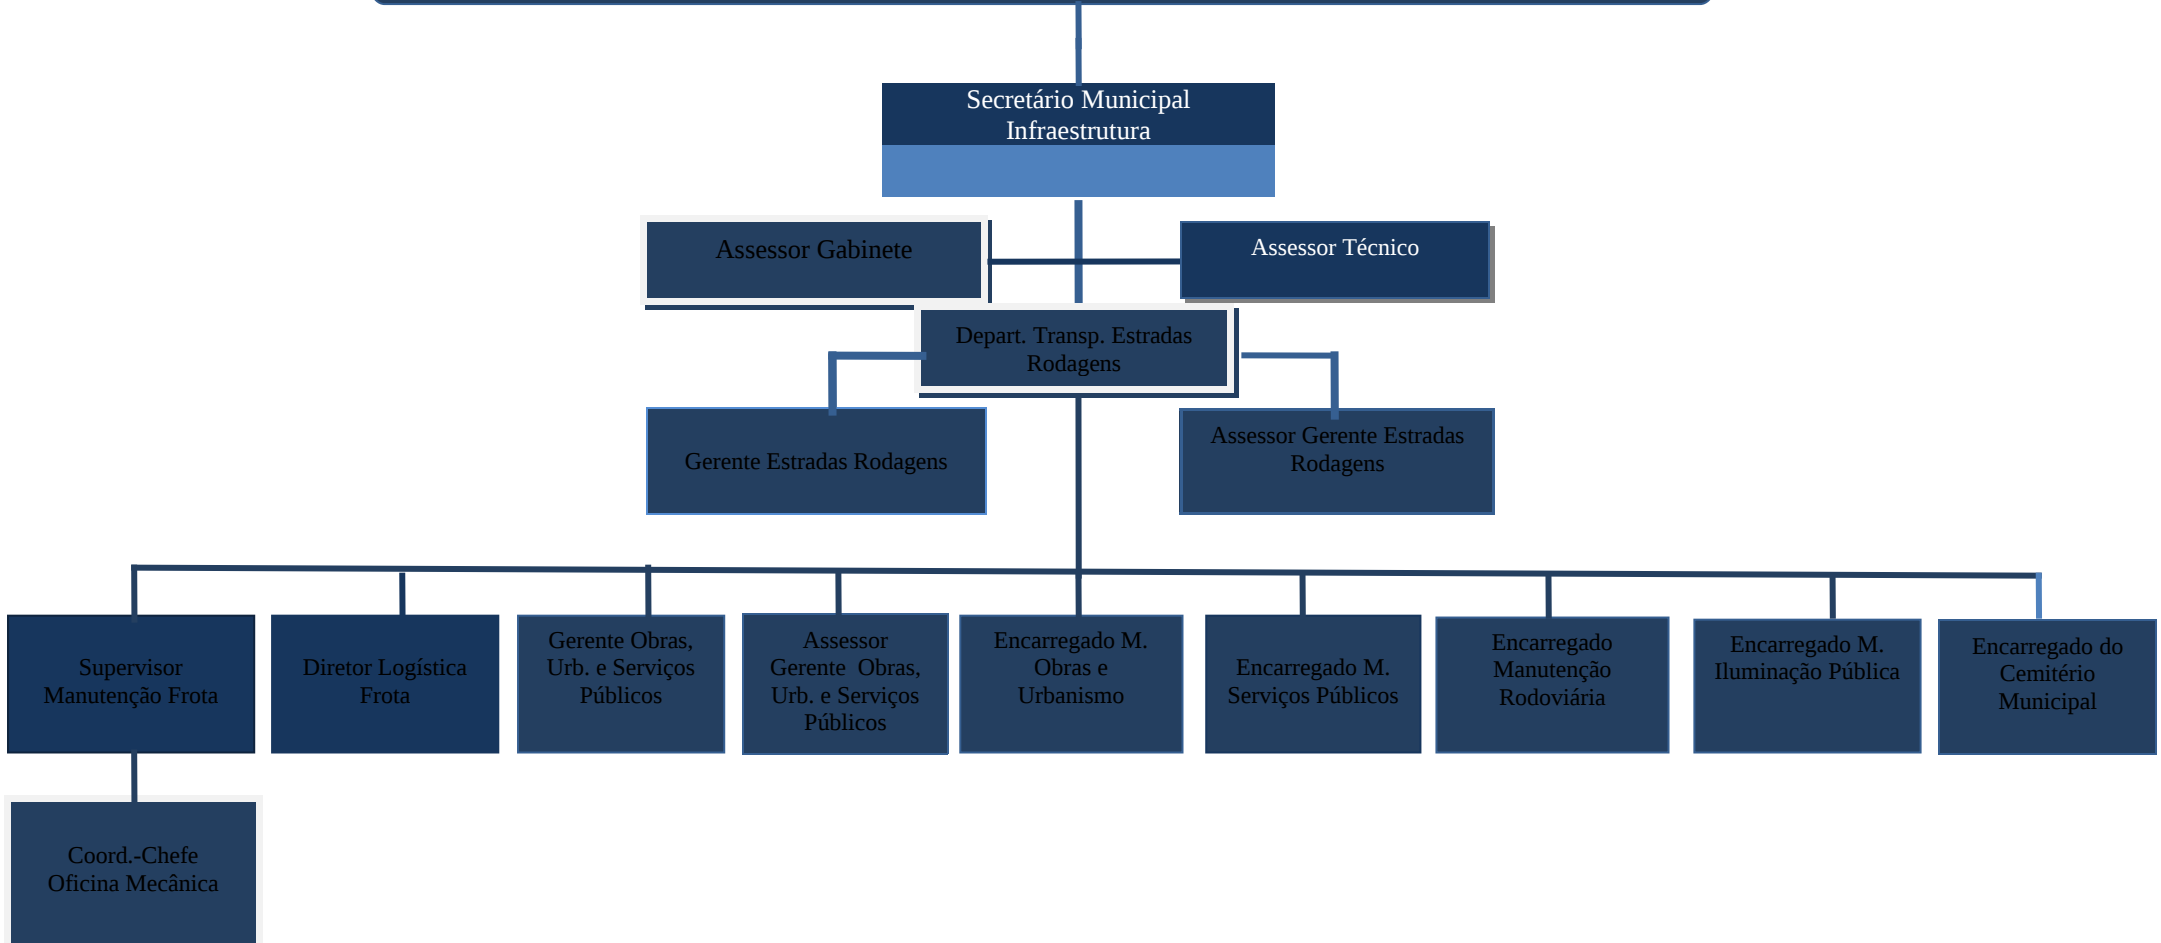 Secretário Municipal
Infraestrutura
Assessor Gabinete
Assessor Técnico
Depart. Transp. Estradas
Rodagens
Gerente Estradas Rodagens
Assessor Gerente Estradas
Rodagens
Supervisor
Manutenção Frota
Diretor Logística
Frota
Gerente Obras,
Urb. e Serviços
Públicos
Assessor
Gerente  Obras,
Urb. e Serviços
Públicos
Encarregado M.
Obras e
Urbanismo
Encarregado M.
Serviços Públicos
Encarregado
Manutenção
Rodoviária
Encarregado M.
Iluminação Pública
Encarregado do
Cemitério
Municipal
Coord.-Chefe
Oficina Mecânica